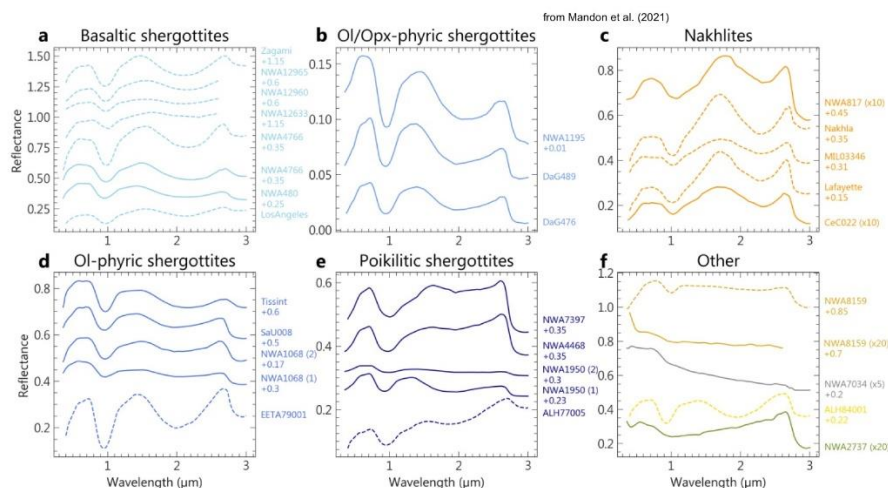 from Mandon et al. (2021)
a Basaltic shergottites
Reflectance
1.50
1.25
1.00
0.75
0.50
0.25
1 2 3
Zagami
+1.15
NWA12965
+0.6
NWA12960
+0.6
NWA12633
+1.15
NWA4766
+0.35
NWA4766
+0.35
NWA480
+0.25
LosAngeles
b Ol/Opx-phyric shergottites
0.15
0.10
0.05
0.00
1 2 3
NWA1195
+0.01
DaG489
DaG476
c Nakhlites
0.8
0.6
0.4
0.2
1 2 3
NWA817 (x10)
+0.45
Nakhla
+0.35
MIL03346
+0.31
Lafayette
+0.15
CeC022 (x10)
d Ol-phyric shergottites
Reflectance
0.8
0.6
0.4
0.2
1 2 3
Wavelength (μm)
Tissint
+0.6
SaU008
+0.5
NWA1068 (2)
+0.17
NWA1068 (1)
+0.3
EETA79001
e Poikilitic shergottites
0.6
0.4
0.2
1 2 3
Wavelength (μm)
NWA7397
+0.35
NWA4468
+0.35
NWA1950 (2)
+0.3
NWA1950 (1)
+0.23
ALH77005
f Other
1.2
1.0
0.8
0.6
0.4
0.2
1 2 3
Wavelength (μm)
NWA8159
+0.85
NWA8159 (x20)
+0.7
NWA7034 (x5)
+0.2
ALH84001
+0.22
NWA2737 (x20)